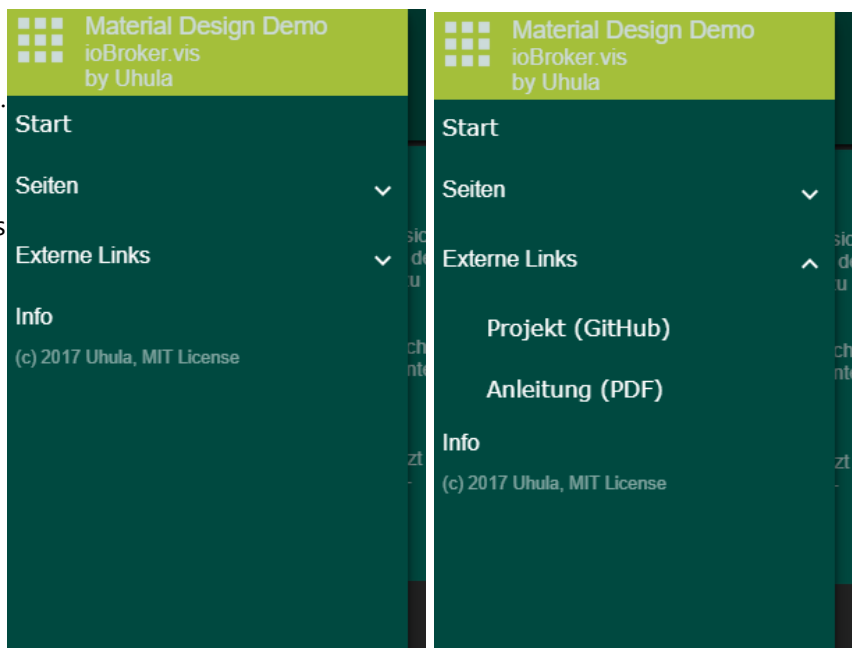 Material Design Demo
ioBroker.vis
by Uhula
Start
Seiten
Externe Links
Info
(c) 2017 Uhula, MIT License
Material Design Demo
ioBroker.vis
by Uhula
Start
Seiten
Externe Links
Projekt (GitHub)
Anleitung (PDF)
Info
(c) 2017 Uhula, MIT License